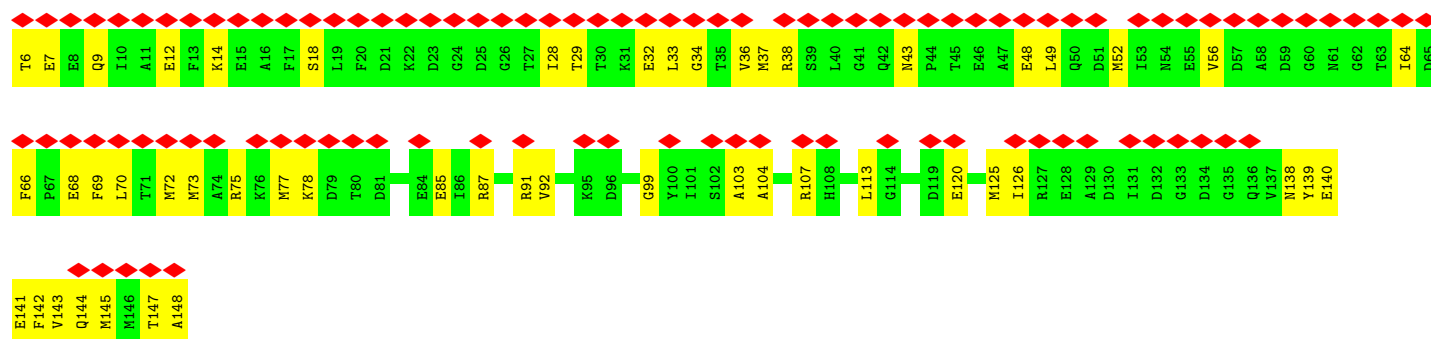 T6 E7 E8 Q9 I10 A11 E12 F13 K14 E15 A16 F17 S18 L19 F20 D21 K22 D23 G24 D25 G26 T27 I28 T29 T30 K31 E32 L33 G34 T35 V36 M37 R38 S39 L40 G41 Q42 N43 P44 T45 E46 A47 E48 L49 Q50 D51 M52 I53 N54 E55 V56 D57 A58 D59 G60 N61 G62 T63 I64 D65
F66 P67 E68 F69 L70 T71 M72 M73 A74 R75 K76 M77 K78 D79 T80 D81 E84 E85 I86 R87 R91 V92 K95 D96 G99 Y100 I101 S102 A103 A104 R107 H108 L113 G114 D119 E120 M125 I126 R127 E128 A129 D130 I131 D132 G133 D134 G135 Q136 V137 N138 Y139 E140
E141 F142 V143 Q144 M145 M146 T147 A148